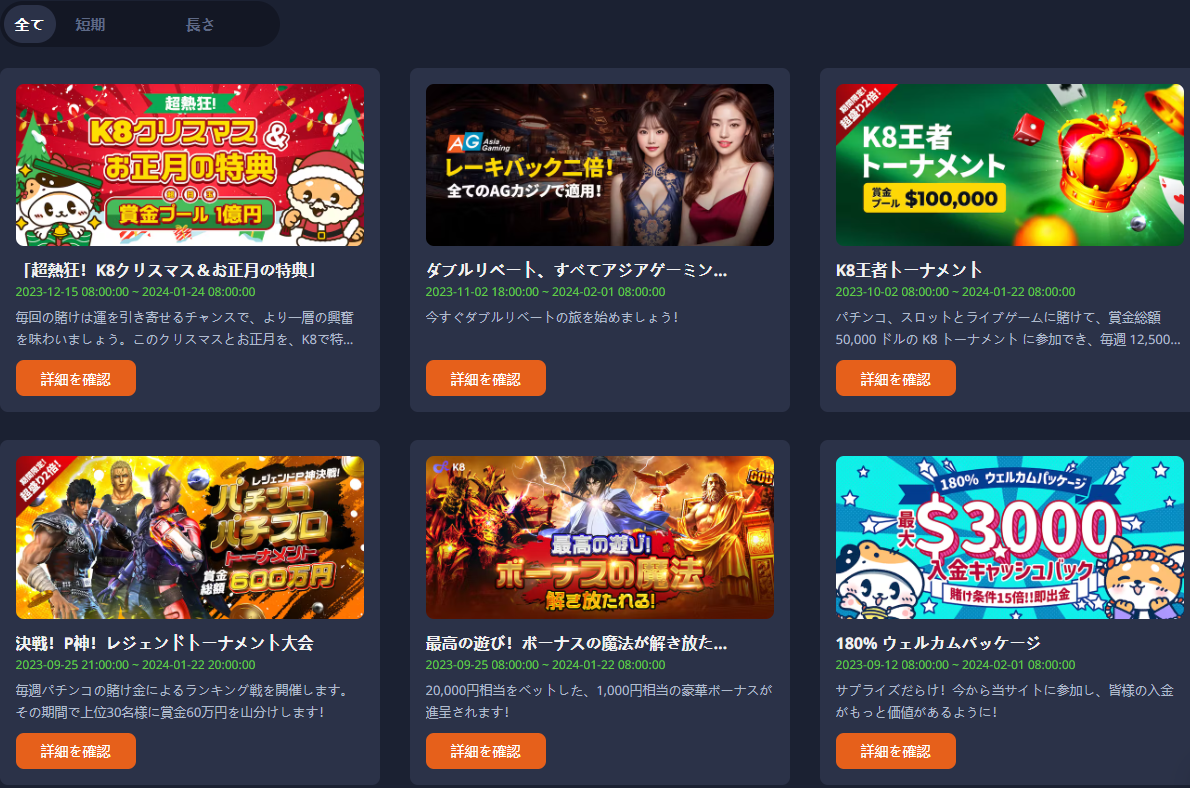 全て
短期
長さ
超熱狂!
K8クリスマス &
お正月の特典
賞金プール 1億円
「超熱狂！K8クリスマス＆お正月の特典」
2023-12-15 08:00:00 ~ 2024-01-24 08:00:00
毎回の賭けは運を引き寄せるチャンスで、より一層の興奮
を味わいましょう。このクリスマスとお正月を、K8で特...
詳細を確認
AG Asia Gaming
レーキバック二倍!
全てのAGカジノで適用!
ダブルリベート、すべてアジアゲーミン...
2023-11-02 18:00:00 ~ 2024-02-01 08:00:00
今すぐダブルリベートの旅を始めましょう！
詳細を確認
期間限定!
超盛り2倍!
K8王者
トーナメント
賞金プール $100,000
K8王者トーナメント
2023-10-02 08:00:00 ~ 2024-01-22 08:00:00
パチンコ、スロットとライブゲームに賭けて、賞金総額
50,000 ドルの K8 トーナメント に参加でき、毎週 12,500...
詳細を確認
期間限定!
超盛り2倍!
レジェンドP神決戦!
パチンコ
パチスロ
トーナメント
賞金総額 600万円
決戦！P神！レジェンドトーナメント大会
2023-09-25 21:00:00 ~ 2024-01-22 20:00:00
毎週パチンコの賭け金によるランキング戦を開催します。
その期間で上位30名様に賞金60万円を山分けします！
詳細を確認
K8
GOD
最高の遊び!
ボーナスの魔法
解き放たれる!
最高の遊び！ボーナスの魔法が解き放た...
2023-09-25 08:00:00 ~ 2024-01-22 08:00:00
20,000円相当をベットした、1,000円相当の豪華ボーナスが
進呈されます！
詳細を確認
180% ウェルカムパッケージ
最大 $3000
入金キャッシュバック
賭け条件15倍!!即出金
180% ウェルカムパッケージ
2023-09-12 08:00:00 ~ 2024-02-01 08:00:00
サプライズだらけ！今から当サイトに参加し、皆様の入金
がもっと価値があるように！
詳細を確認